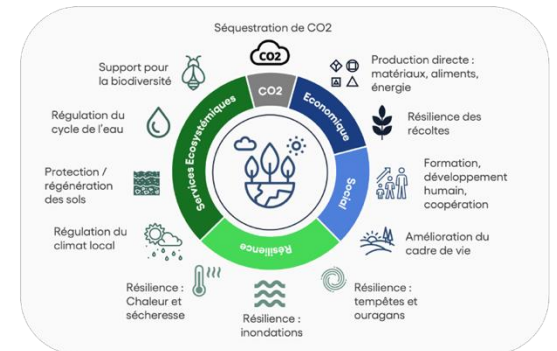 Séquestration de CO2
CO2
Support pour
la biodiversité
Production directe :
matériaux, aliments,
énergie
CO2
Economique
Services Ecosystémiques
Régulation du
cycle de l'eau
Résilience des
récoltes
Protection /
régénération
des sols
Formation,
développement
humain,
coopération
Social
Régulation du
climat local
Amélioration du
cadre de vie
Résilience
Résilience :
Chaleur et
sécheresse
Résilience :
inondations
Résilience :
tempêtes et
ouragans